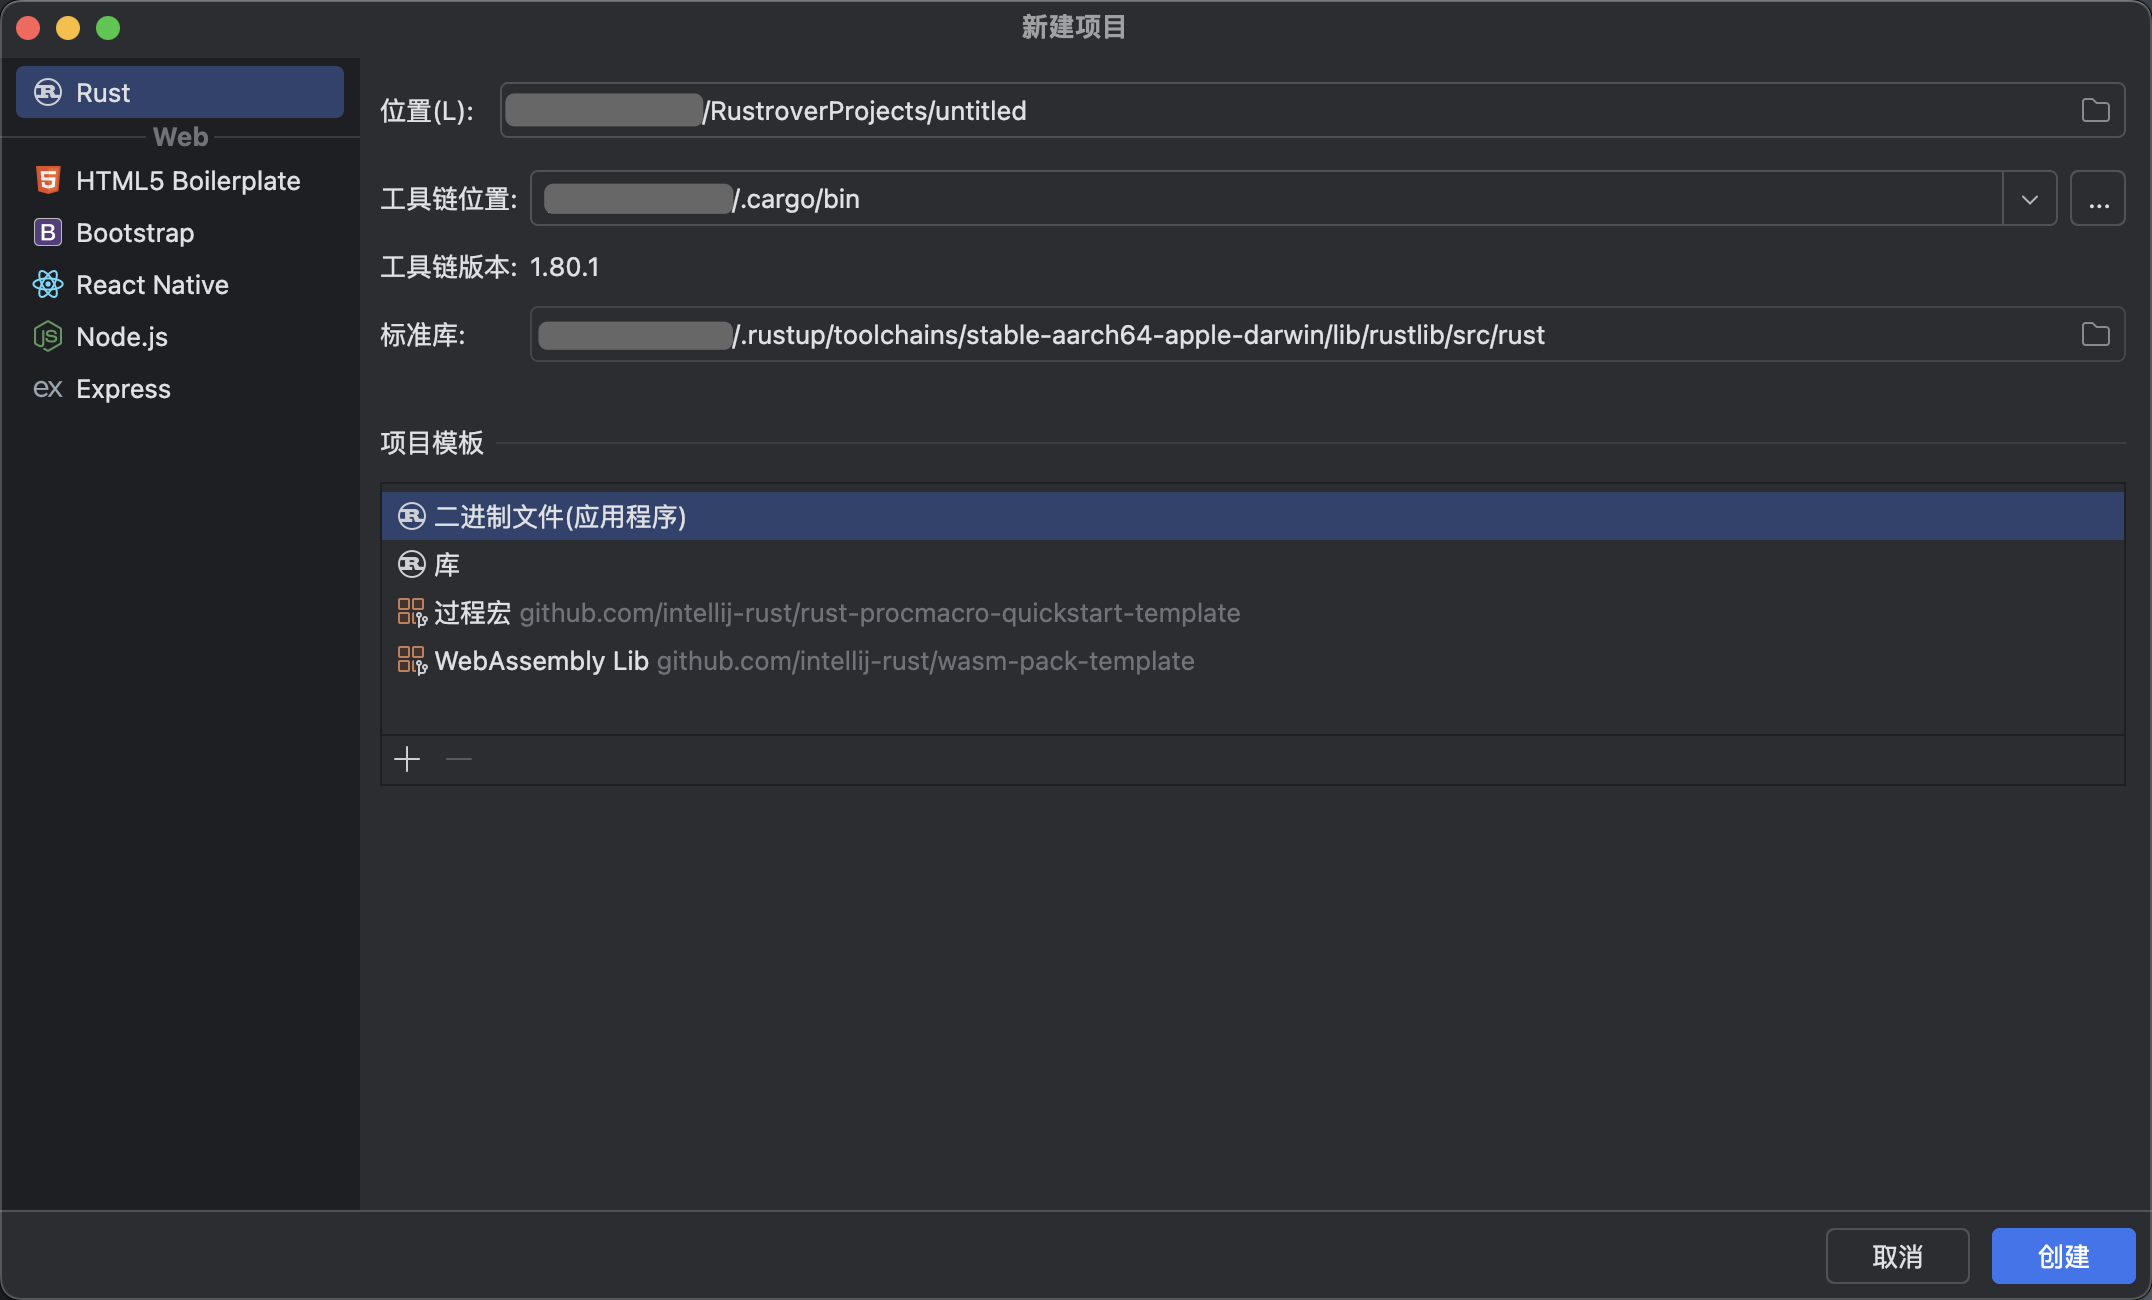 新建项目
Rust
Web
HTML5 Boilerplate
Bootstrap
React Native
Node.js
ex Express
位置(L): /RustroverProjects/untitled
工具链位置: /.cargo/bin
...
工具链版本: 1.80.1
标准库: /.rustup/toolchains/stable-aarch64-apple-darwin/lib/rustlib/src/rust
项目模板
二进制文件(应用程序)
库
过程宏 github.com/intellij-rust/rust-procmacro-quickstart-template
WebAssembly Lib github.com/intellij-rust/wasm-pack-template
取消
创建